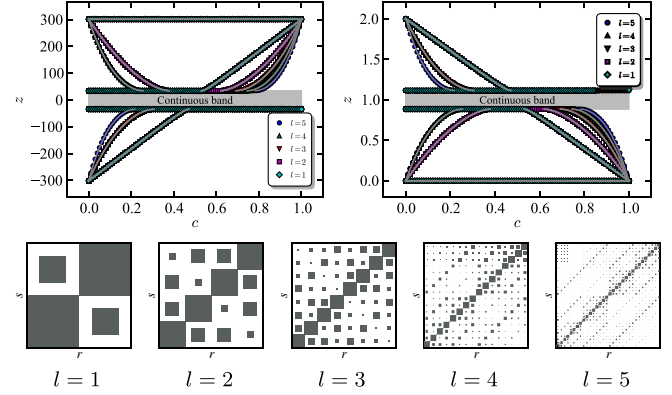 300
200
100
0
−100
−200
−300
z
Continuous band
l=5
l=4
l=3
l=2
l=1
0.0 0.2 0.4 0.6 0.8 1.0
c
2.0
1.5
1.0
0.5
0.0
z
Continuous band
l=5
l=4
l=3
l=2
l=1
0.0 0.2 0.4 0.6 0.8 1.0
c
s s s s s
r r r r r
l = 1 l = 2 l = 3 l = 4 l = 5